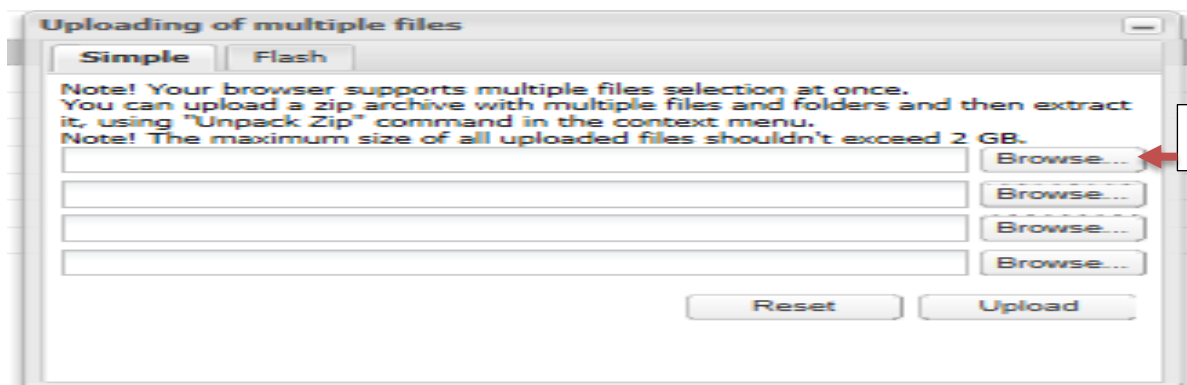 Uploading of multiple files
Simple Flash
Note! Your browser supports multiple files selection at once.
You can upload a zip archive with multiple files and folders and then extract
it, using "Unpack Zip" command in the context menu.
Note! The maximum size of all uploaded files shouldn't exceed 2 GB.
Browse...
Browse...
Browse...
Browse...
Reset Upload